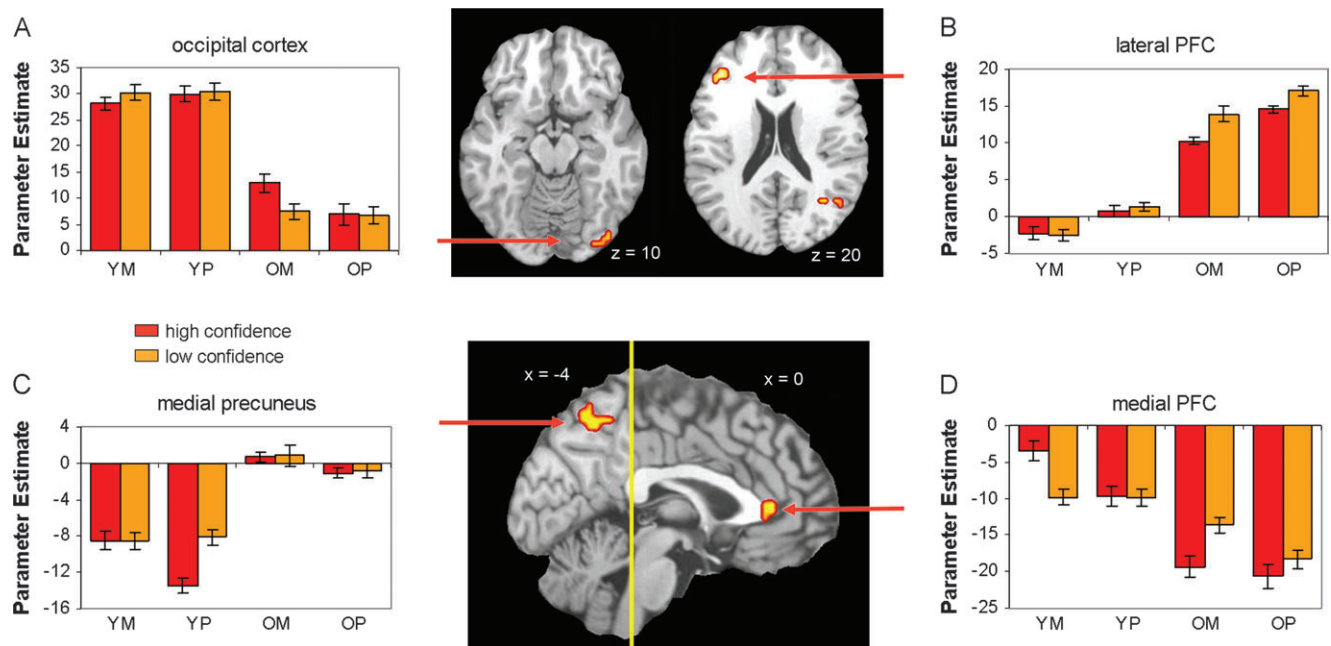 A
occipital cortex
Parameter Estimate
35
30
25
20
15
10
5
0
YM YP OM OP
z = 10
z = 20
B
lateral PFC
Parameter Estimate
20
15
10
5
0
-5
YM YP OM OP
high confidence
low confidence
C
medial precuneus
Parameter Estimate
4
0
-4
-8
-12
-16
YM YP OM OP
x = -4
x = 0
D
medial PFC
Parameter Estimate
0
-5
-10
-15
-20
-25
YM YP OM OP